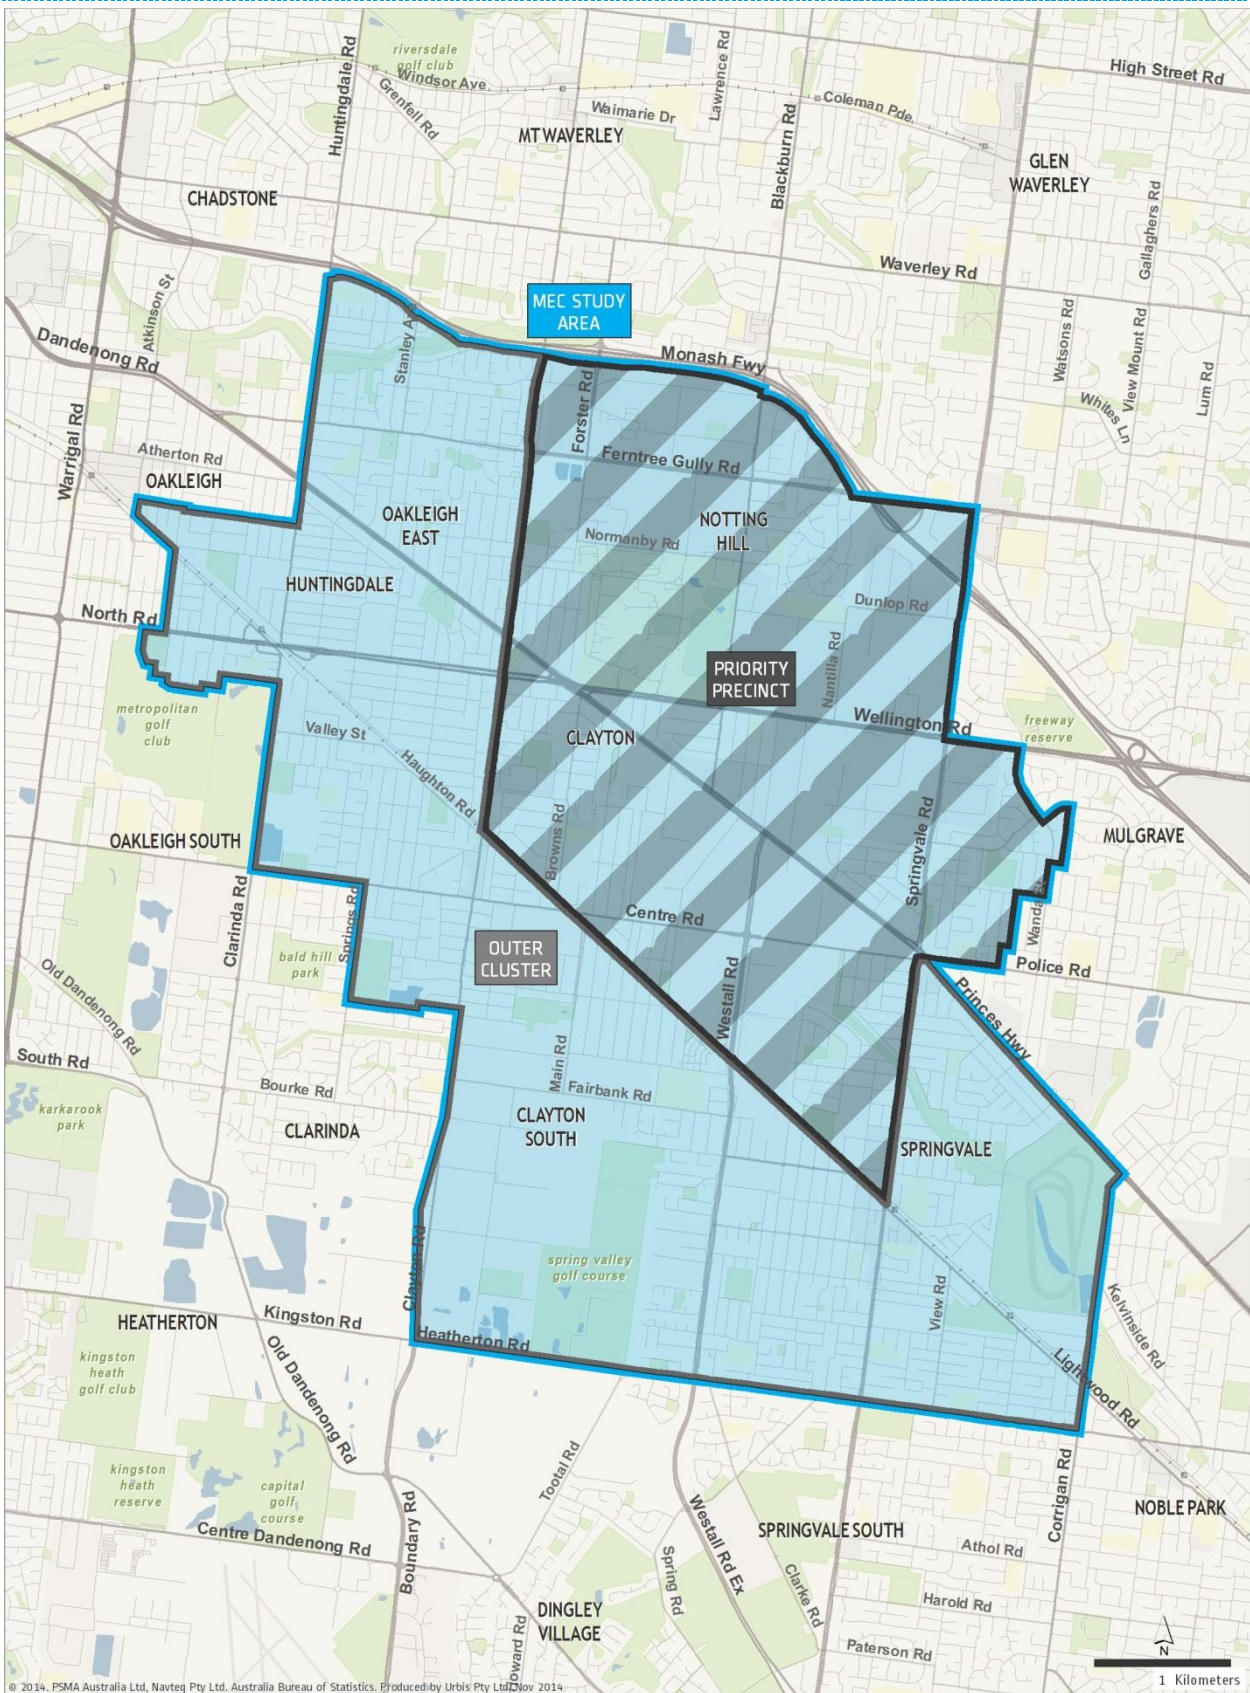 riversdale
golf club
Huntingdale Rd
Windsor Ave
Grenfell Rd
Lawrence Rd
Waimarie Dr
Coleman Pde.
High Street Rd
MT WAVERLEY
Blackburn Rd
GLEN
WAVERLEY
CHADSTONE
Gallaghers Rd
Waverley Rd
Atkinson St
MEC STUDY
AREA
Stanley Ave
Dandenong Rd
Monash Fwy
Watsons Rd
View Mount Rd
Lum Rd
Whites Ln
Forster Rd
Warrigal Rd
Atherton Rd
OAKLEIGH
Ferntree Gully Rd
OAKLEIGH
EAST
NOTTING
HILL
Normanby Rd
HUNTINGDALE
North Rd
Dunlop Rd
PRIORITY
PRECINCT
Nantilla Rd
metropolitan
golf
club
Valley St
CLAYTON
Wellington Rd
freeway
reserve
Haughton Rd
Browns Rd
Springvale Rd
OAKLEIGH SOUTH
MULGRAVE
Clarinda Rd
Springs Rd
Centre Rd
OUTER
CLUSTER
bald hill
park
Police Rd
Old Dandenong Rd
Westall Rd
Princes Hwy
South Rd
Main Rd
Bourke Rd
Fairbank Rd
karkarook
park
CLARINDA
CLAYTON
SOUTH
SPRINGVALE
Clayton Rd
spring valley
golf course
View Rd
Kelvinside Rd
HEATHERTON
Kingston Rd
Heatherton Rd
Old Dandenong Rd
Lightwood Rd
kingston
heath
golf club
kingston
heath
reserve
capital
golf
course
Tootal Rd
Corrigan Rd
Boundary Rd
Westall Rd Ex
NOBLE PARK
SPRINGVALE SOUTH
Centre Dandenong Rd
Athol Rd
Spring Rd
Clarke Rd
Harold Rd
DINGLEY
VILLAGE
Paterson Rd
N
1 Kilometers
© 2014. PSMA Australia Ltd, Navteq Pty Ltd. Australia Bureau of Statistics. Produced by Urbis Pty Ltd, Nov 2014